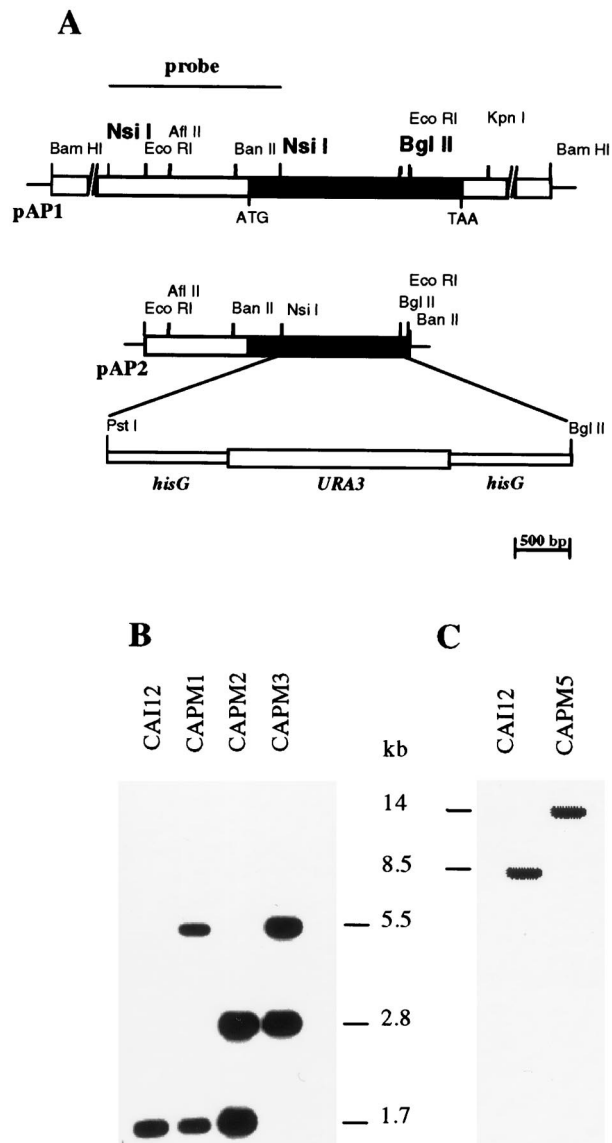 A
probe
Eco RI
Kpn I
Nsi I
Afl II
Nsi I
Bgl II
Bam HI
Eco RI
Ban II
Bam HI
pAP1
ATG
TAA
Eco RI
Afl II
Bgl II
Eco RI
Ban II
Nsi I
Ban II
pAP2
Pst I
Bgl II
hisG
URA3
hisG
500 bp
B
C
CAI12
CAPM1
CAPM2
CAPM3
kb
CAI12
CAPM5
14
8.5
5.5
2.8
1.7